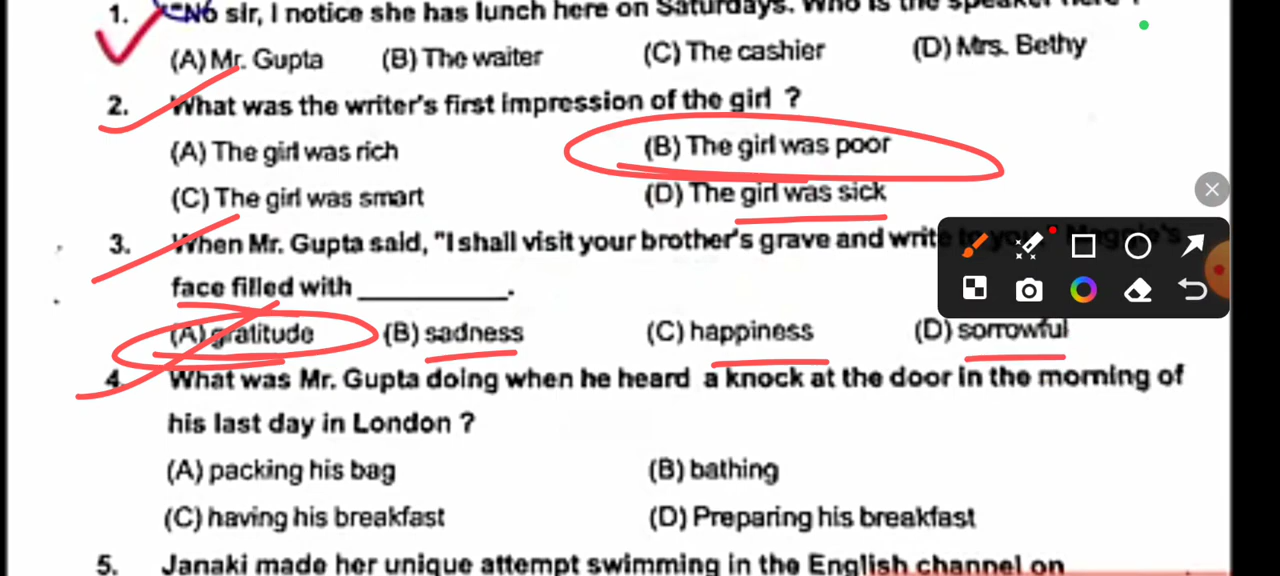 1. "No sir, I notice she has lunch here on Saturdays. Who is the speaker here ?
(A) Mr. Gupta (B) The waiter (C) The cashier (D) Mrs. Bethy
2. What was the writer's first impression of the girl ?
(A) The girl was rich (B) The girl was poor
(C) The girl was smart (D) The girl was sick
3. When Mr. Gupta said, "I shall visit your brother's grave and write to you." Maggie's
face filled with __________.
(A) gratitude (B) sadness (C) happiness (D) sorrowful
4. What was Mr. Gupta doing when he heard a knock at the door in the morning of
his last day in London ?
(A) packing his bag (B) bathing
(C) having his breakfast (D) Preparing his breakfast
5. Janaki made her unique attempt swimming in the English channel on